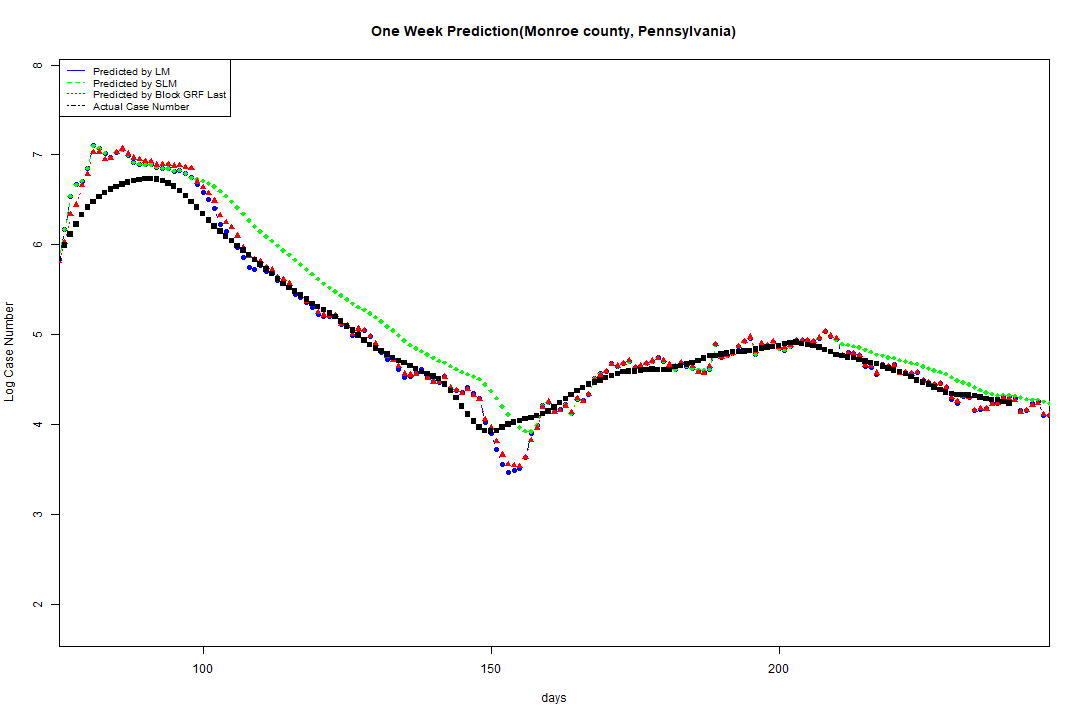 One Week Prediction(Monroe county, Pennsylvania)
8
Predicted by LM
Predicted by SLM
Predicted by Block GRF Last
Actual Case Number
7
6
5
4
3
2
Log Case Number
100 150 200
days